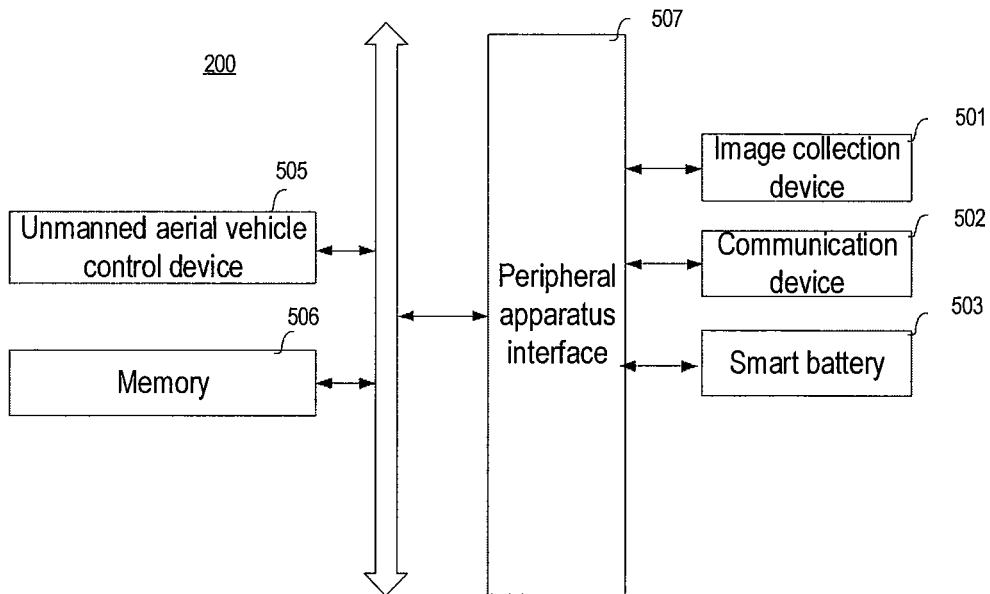 507
200
501
Image collection
device
505
502
Unmanned aerial vehicle
control device
Communication
device
Peripheral
apparatus
interface
503
506
Smart battery
Memory